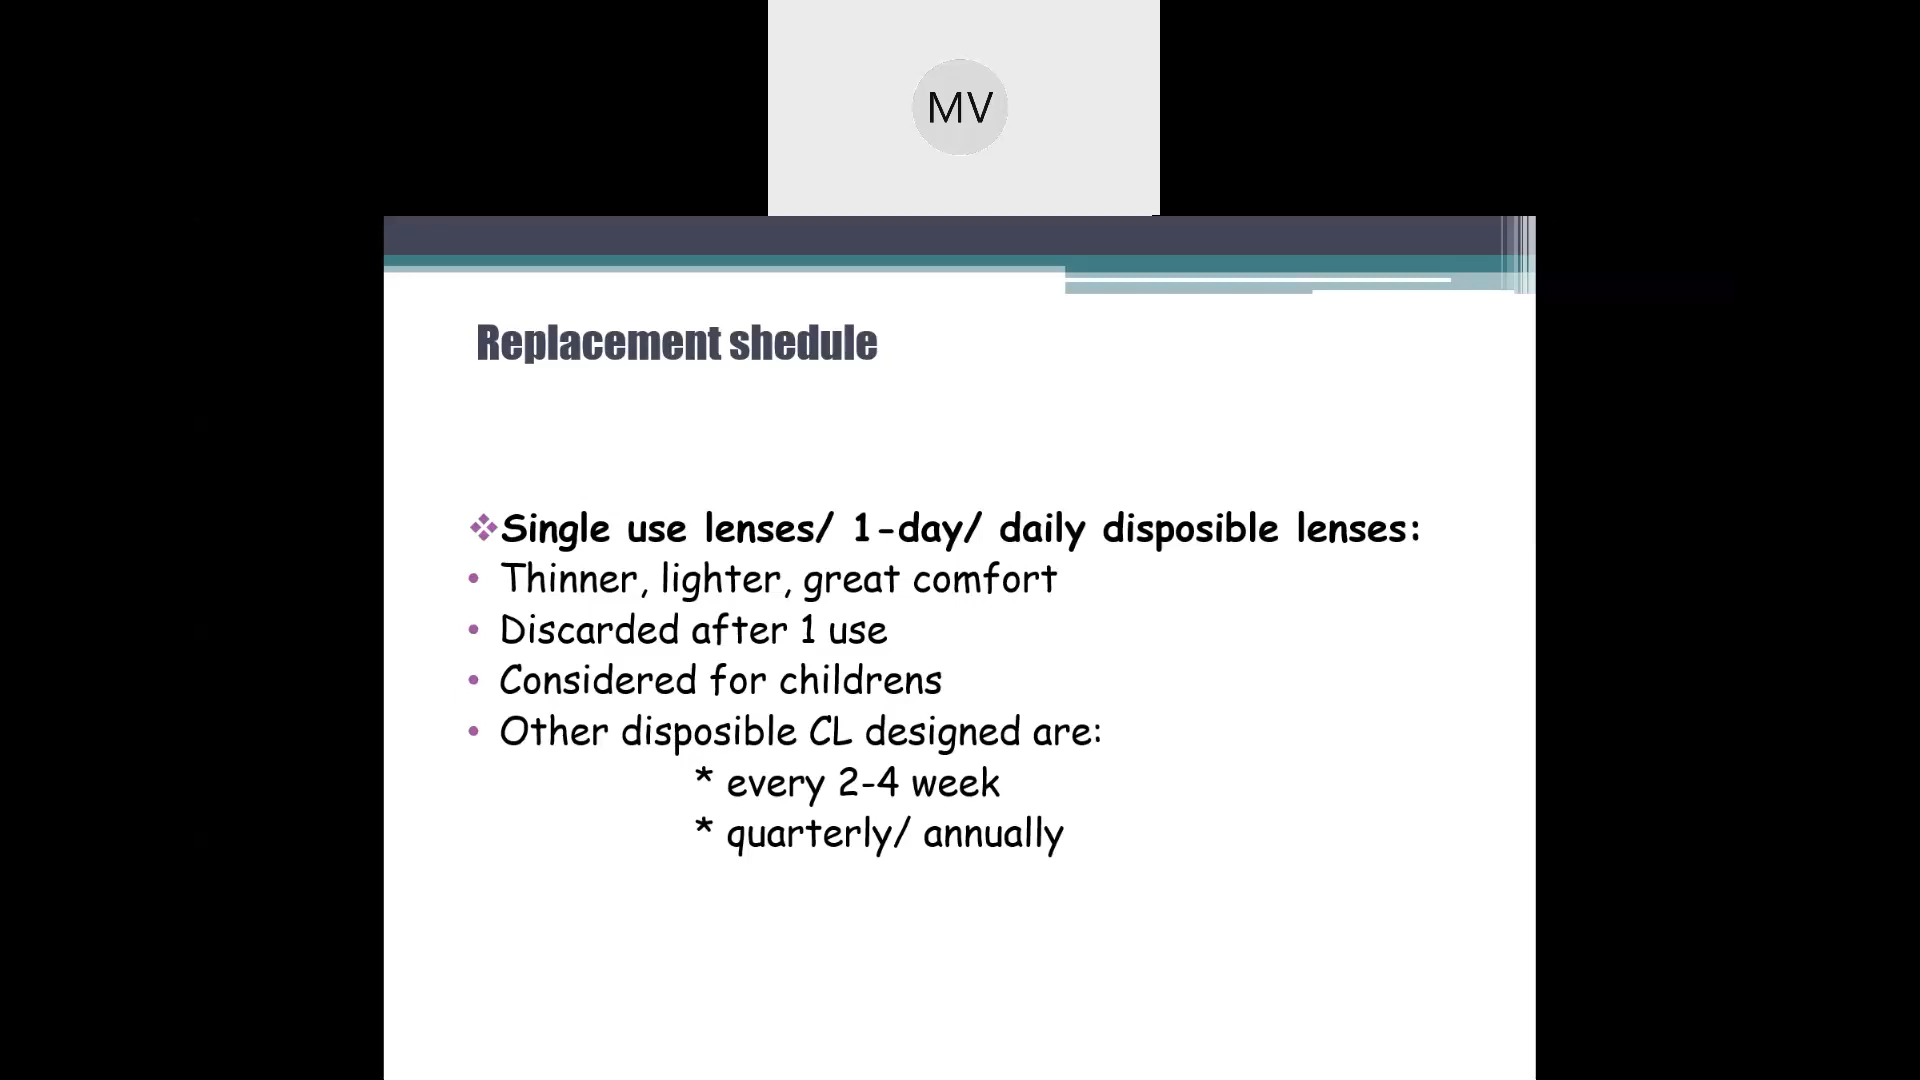 MV
Replacement shedule
❖Single use lenses/ 1-day/ daily disposible lenses:
• Thinner, lighter, great comfort
• Discarded after 1 use
• Considered for childrens
• Other disposible CL designed are:
* every 2-4 week
* quarterly/ annually